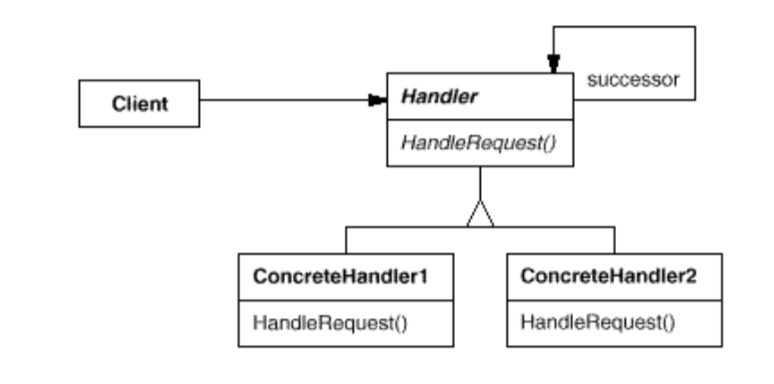 successor
Client
Handler
HandleRequest()
ConcreteHandler1
HandleRequest()
ConcreteHandler2
HandleRequest()